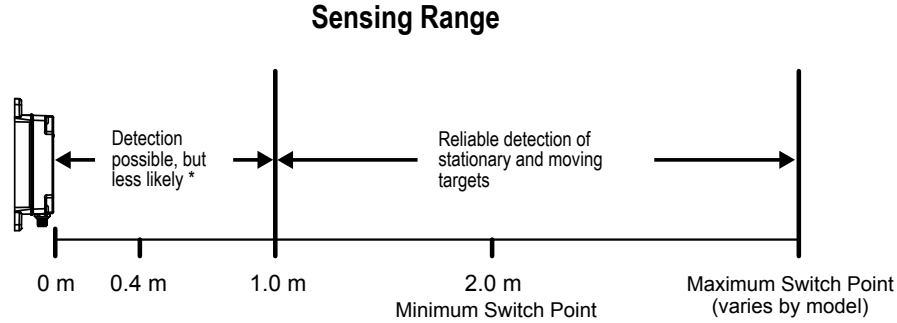 Sensing Range
Detection
possible, but
less likely *
Reliable detection of
stationary and moving
targets
0 m
0.4 m
1.0 m
2.0 m
Minimum Switch Point
Maximum Switch Point
(varies by model)